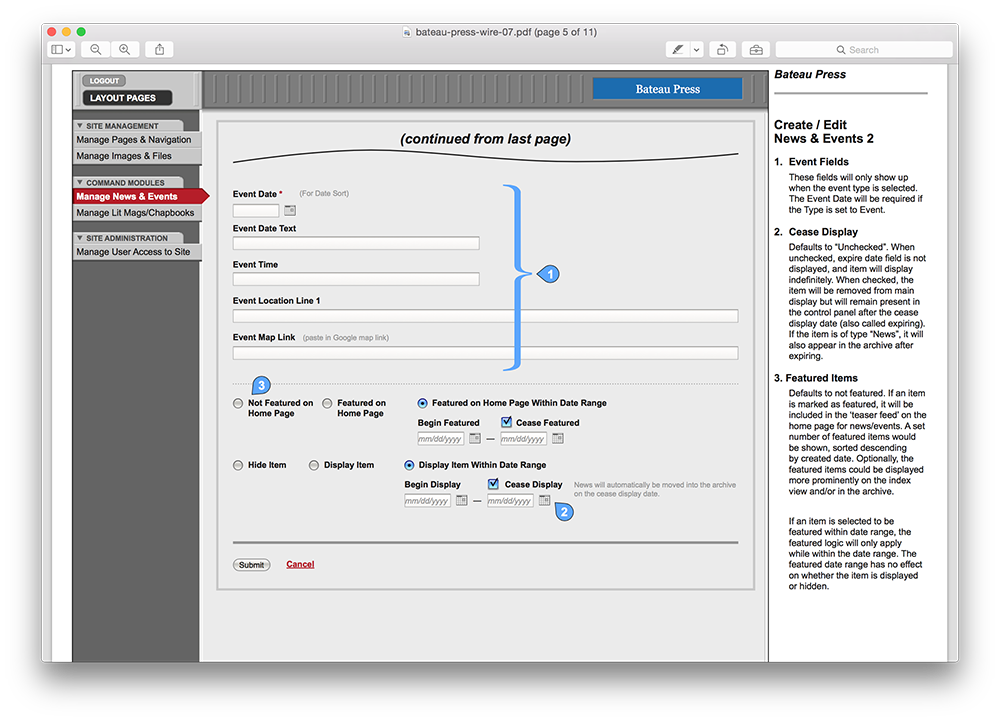 bateau-press-wire-07.pdf (page 5 of 11)
Search
LOGOUT
LAYOUT PAGES
SITE MANAGEMENT
Manage Pages & Navigation
Manage Images & Files
COMMAND MODULES
Manage News & Events
Manage Lit Mags/Chapbooks
SITE ADMINISTRATION
Manage User Access to Site
Bateau Press
(continued from last page)
Event Date * (For Date Sort)
Event Date Text
Event Time
Event Location Line 1
Event Map Link (paste in Google map link)
1
3
Not Featured on
Home Page
Featured on
Home Page
Featured on Home Page Within Date Range
Begin Featured
Cease Featured
mm/dd/yyyy — mm/dd/yyyy
Hide Item
Display Item
Display Item Within Date Range
Begin Display
Cease Display
mm/dd/yyyy — mm/dd/yyyy
News will automatically be moved into the archive
on the cease display date.
2
Submit
Cancel
Bateau Press
Create / Edit
News & Events 2
1. Event Fields
These fields will only show up
when the event type is selected.
The Event Date will be required if
the Type is set to Event.
2. Cease Display
Defaults to "Unchecked". When
unchecked, expire date field is not
displayed, and item will display
indefinitely. When checked, the
item will be removed from main
display but will remain present in
the control panel after the cease
display date (also called expiring).
If the item is of type "News", it will
also appear in the archive after
expiring.
3. Featured Items
Defaults to not featured. If an item
is marked as featured, it will be
included in the 'teaser feed' on the
home page for news/events. A set
number of featured items would
be shown, sorted descending
by created date. Optionally, the
featured items could be displayed
more prominently on the index
view and/or in the archive.
If an item is selected to be
featured within date range, the
featured logic will only apply
while within the date range. The
featured date range has no effect
on whether the item is displayed
or hidden.